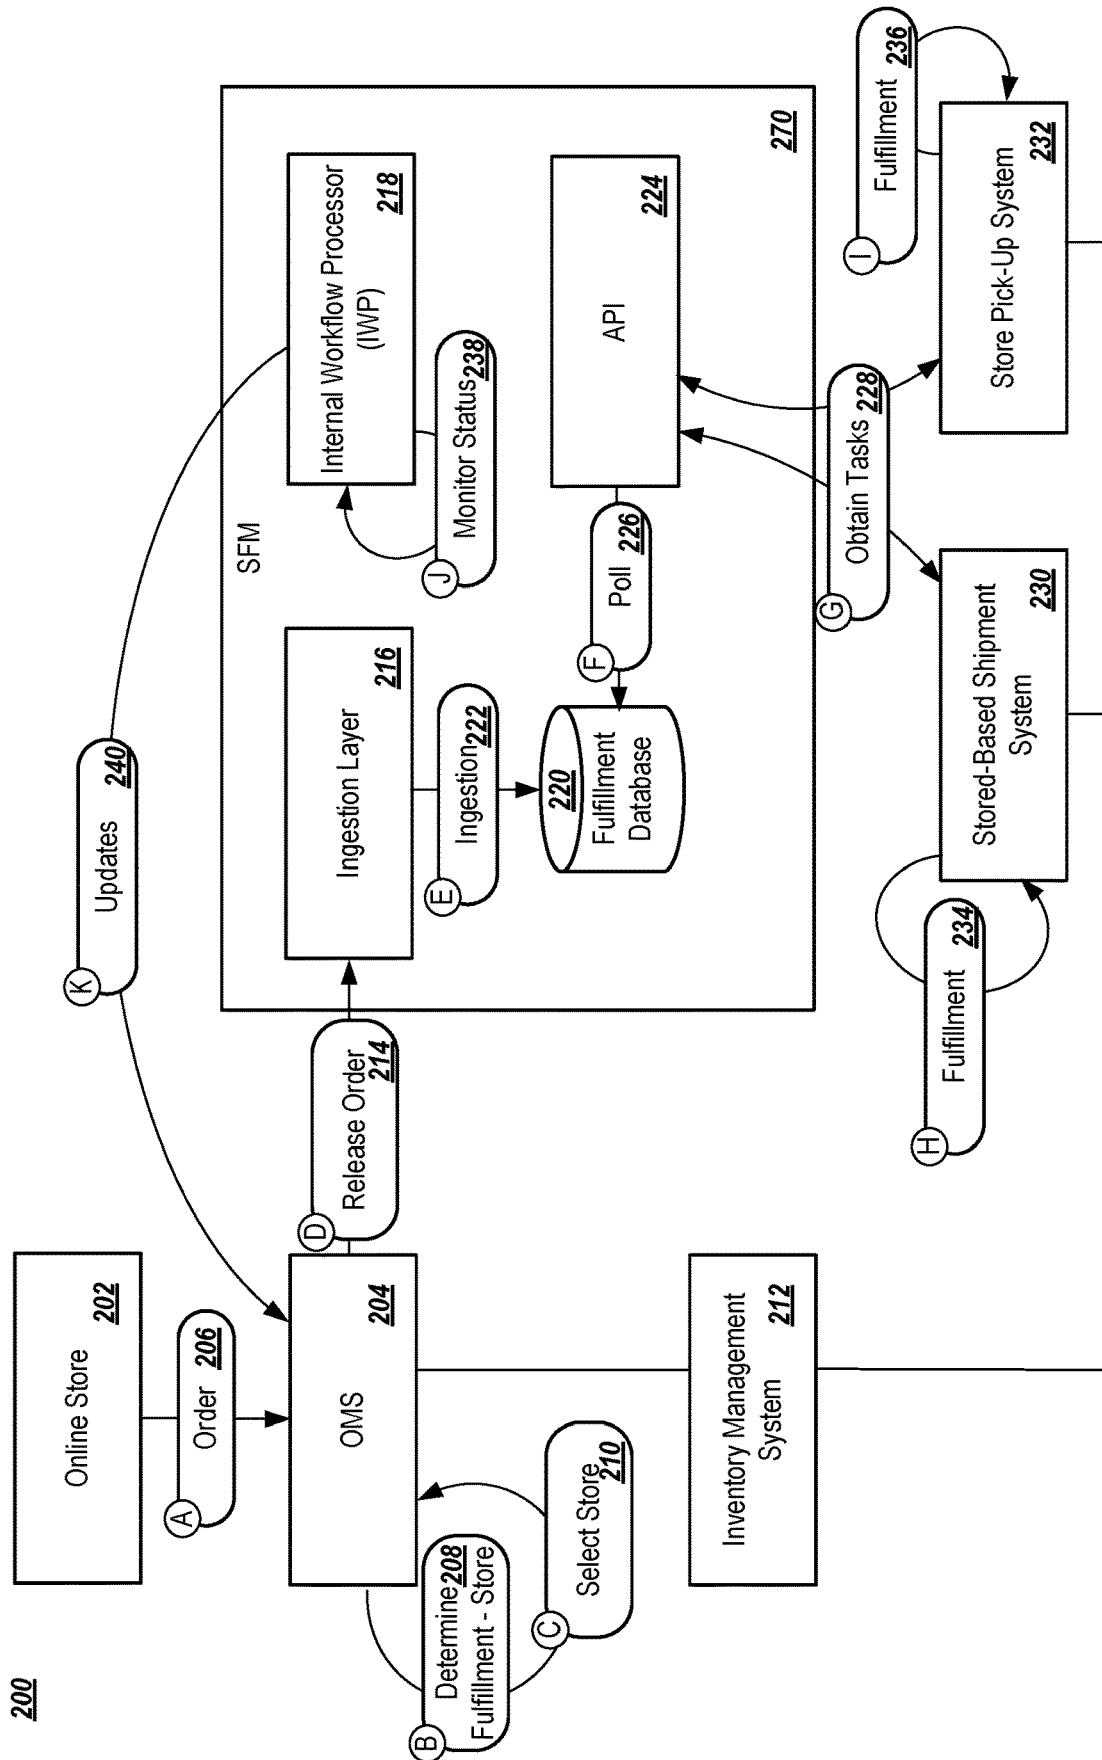 200
Online Store
202
A
Order 206
OMS
204
B
Determine 208
Fulfillment - Store
C
Select Store
210
Inventory Management
System
212
D
Release Order
214
K
Updates
240
SFM
270
Ingestion Layer
216
E
Ingestion 222
220
Fulfillment
Database
Internal Workflow Processor
(IWP)
218
J
Monitor Status 238
API
224
F
Poll
226
G
Obtain Tasks 228
Stored-Based Shipment
System
230
H
Fulfillment
234
Store Pick-Up System
232
I
Fulfillment
236